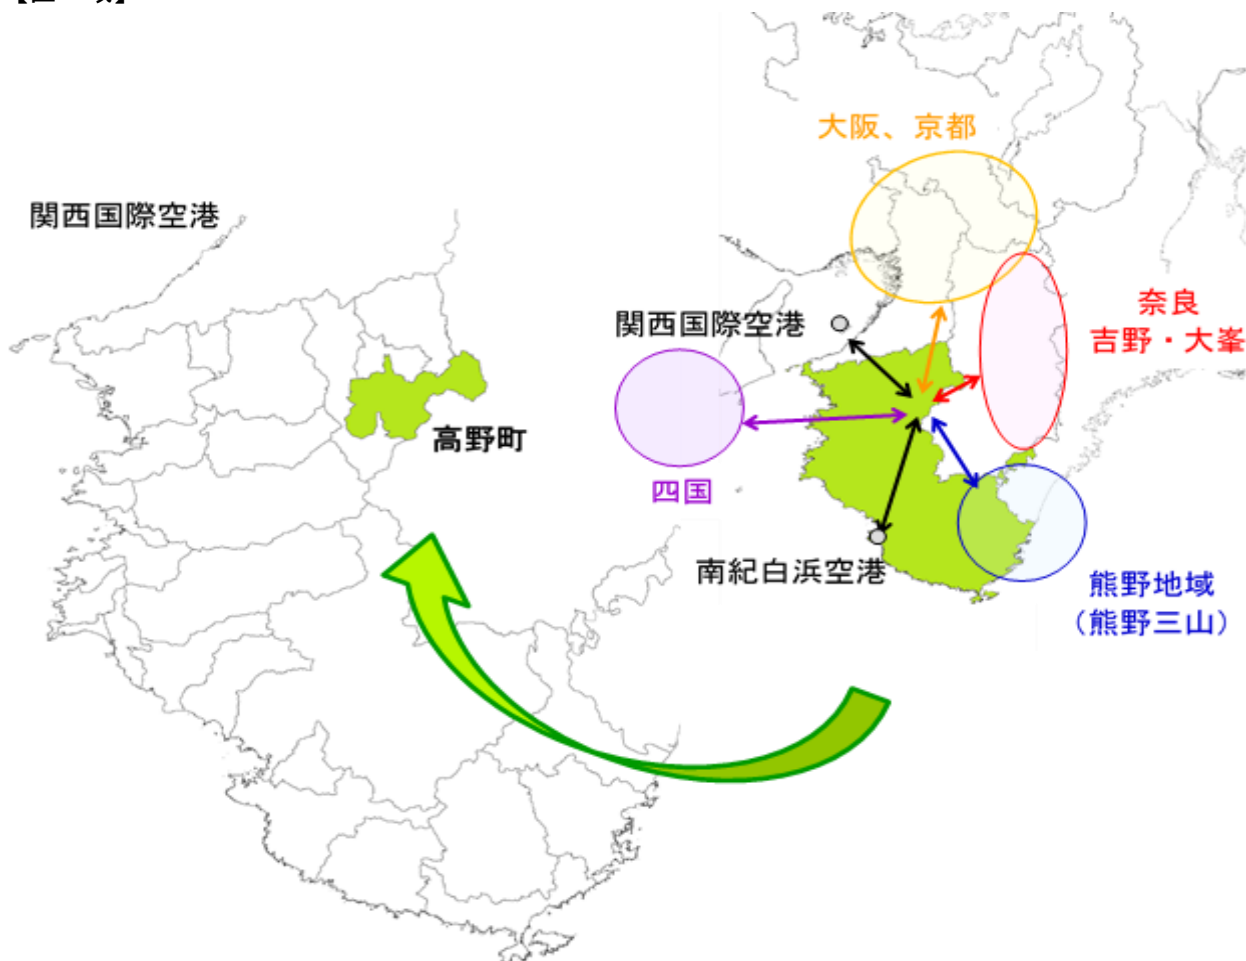 大阪、京都
関西国際空港
関西国際空港
奈良
吉野・大峯
高野町
四国
南紀白浜空港
熊野地域
（熊野三山）